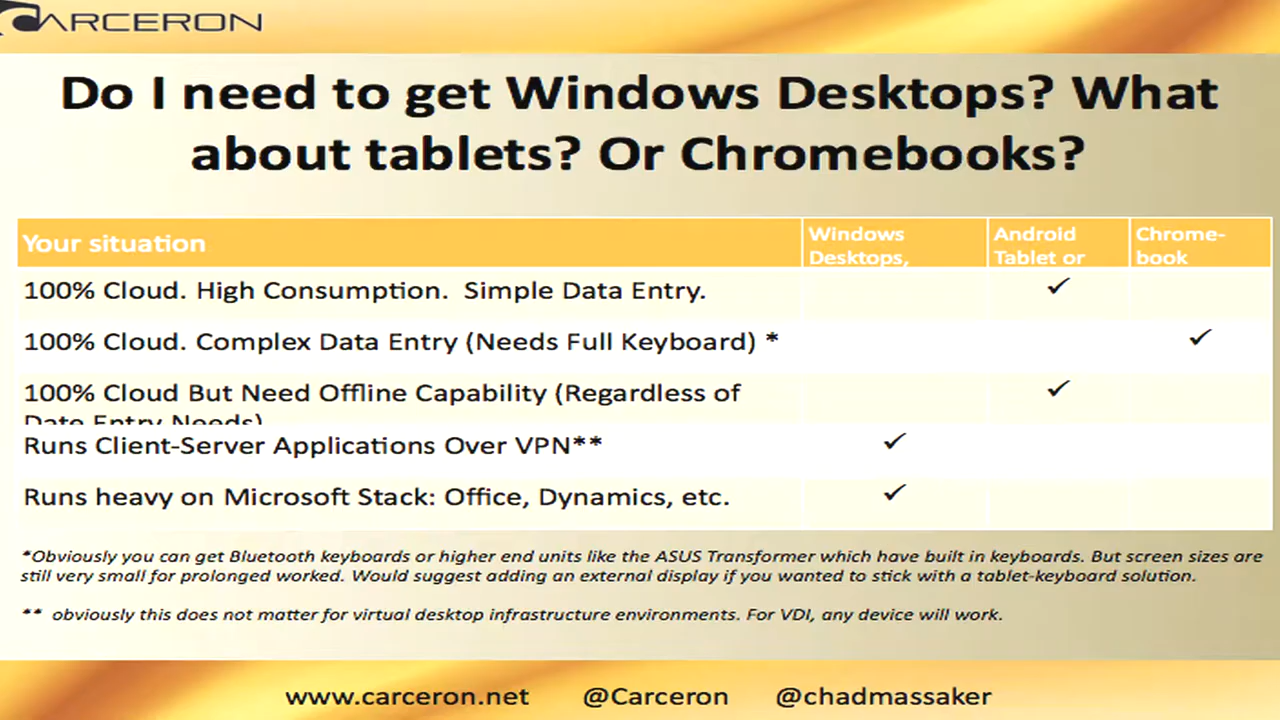 CARCERON
Do I need to get Windows Desktops? What
about tablets? Or Chromebooks?
Your situation
Windows
Desktops,
Android
Tablet or
Chrome-
book
100% Cloud. High Consumption. Simple Data Entry.
✓
100% Cloud. Complex Data Entry (Needs Full Keyboard) *
✓
100% Cloud But Need Offline Capability (Regardless of
Date Entry Needs)
✓
Runs Client-Server Applications Over VPN**
✓
Runs heavy on Microsoft Stack: Office, Dynamics, etc.
✓
*Obviously you can get Bluetooth keyboards or higher end units like the ASUS Transformer which have built in keyboards. But screen sizes are
still very small for prolonged worked. Would suggest adding an external display if you wanted to stick with a tablet-keyboard solution.
** obviously this does not matter for virtual desktop infrastructure environments. For VDI, any device will work.
www.carceron.net @Carceron @chadmassaker